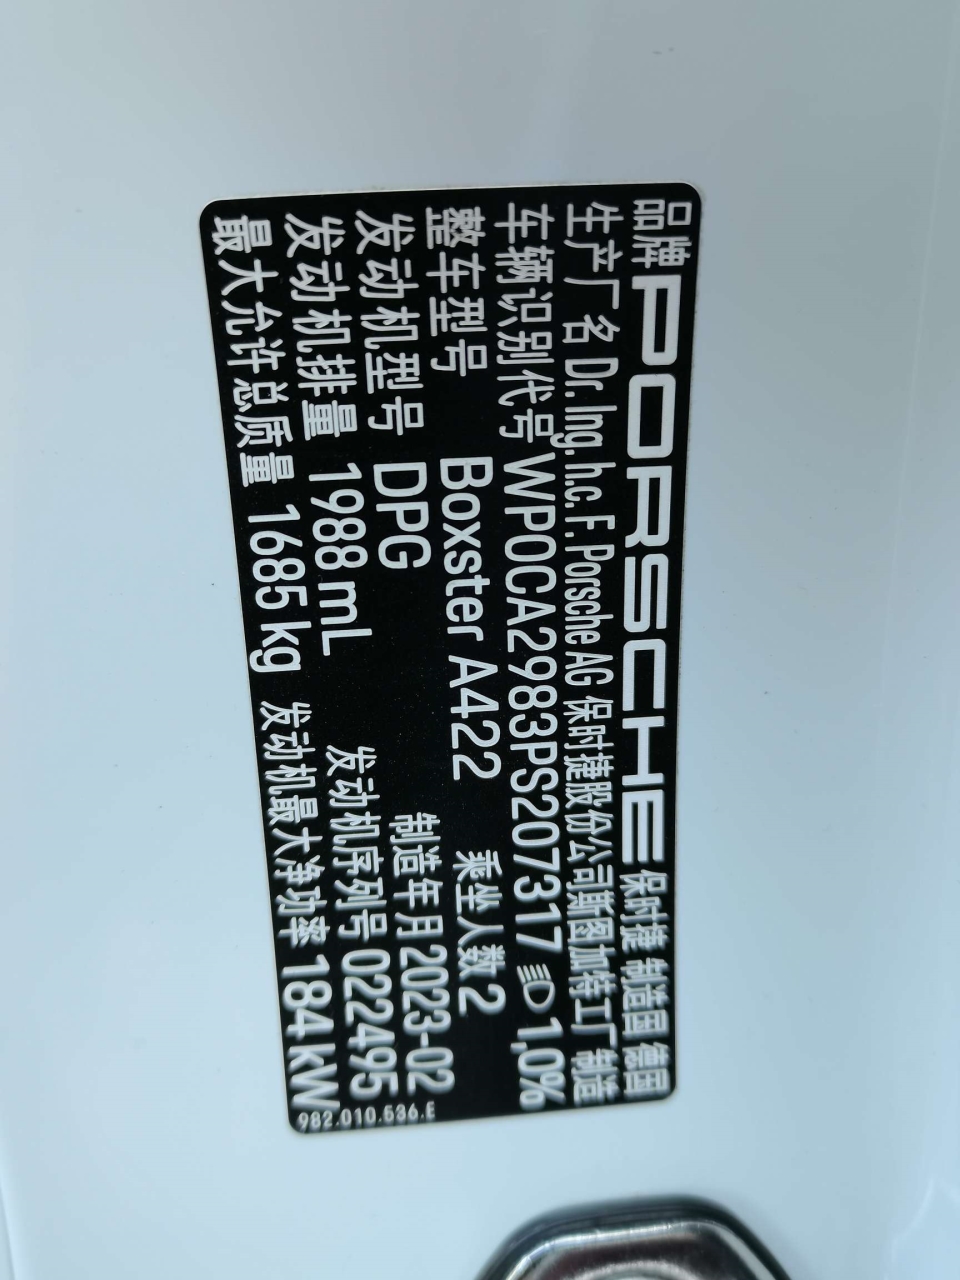 品牌 PORSCHE 保时捷 制造国 德国
生产厂名 Dr. Ing. h.c. F. Porsche AG 保时捷股份公司斯图加特工厂 制造
车辆识别代号 WP0CA2983PS207317 1,0%
整车型号 Boxster A422 乘坐人数 2
发动机型号 DPG 制造年月 2023-02
发动机排量 1988 mL 发动机序列号 022495
最大允许总质量 1685 kg 发动机最大净功率 184 kW
982.010.536.E